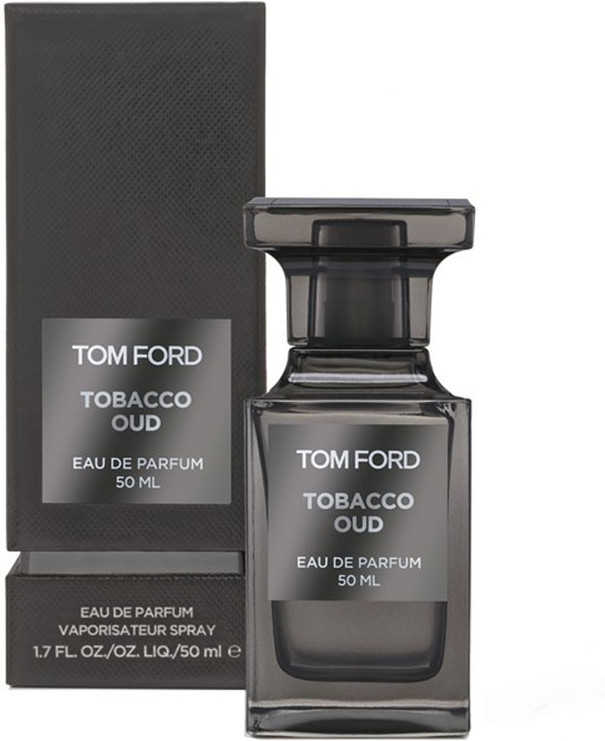 TOM FORD
TOBACCO
OUD
EAU DE PARFUM
50 ML
EAU DE PARFUM
VAPORISATEUR SPRAY
1.7 FL. OZ./OZ. LIQ./50 ml ℮
TOM FORD
TOBACCO
OUD
EAU DE PARFUM
50 ML